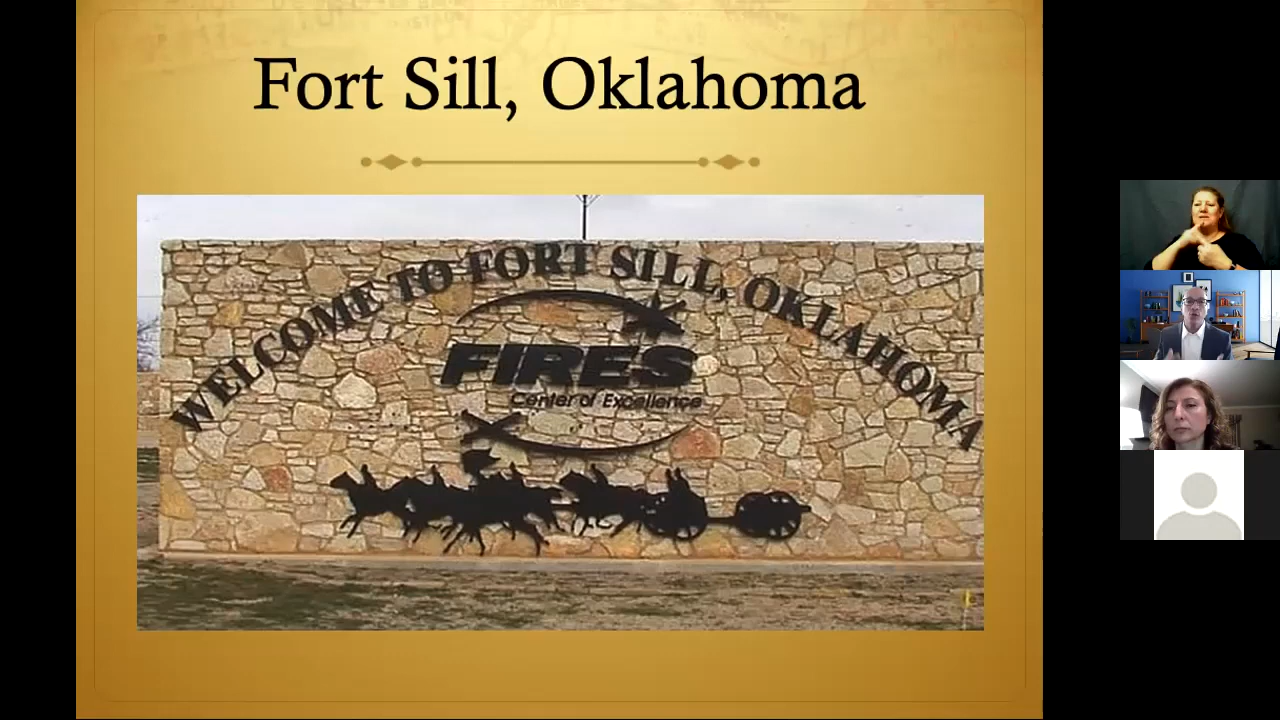 Fort Sill, Oklahoma
WELCOME TO FORT SILL, OKLAHOMA
FIRES
Center of Excellence